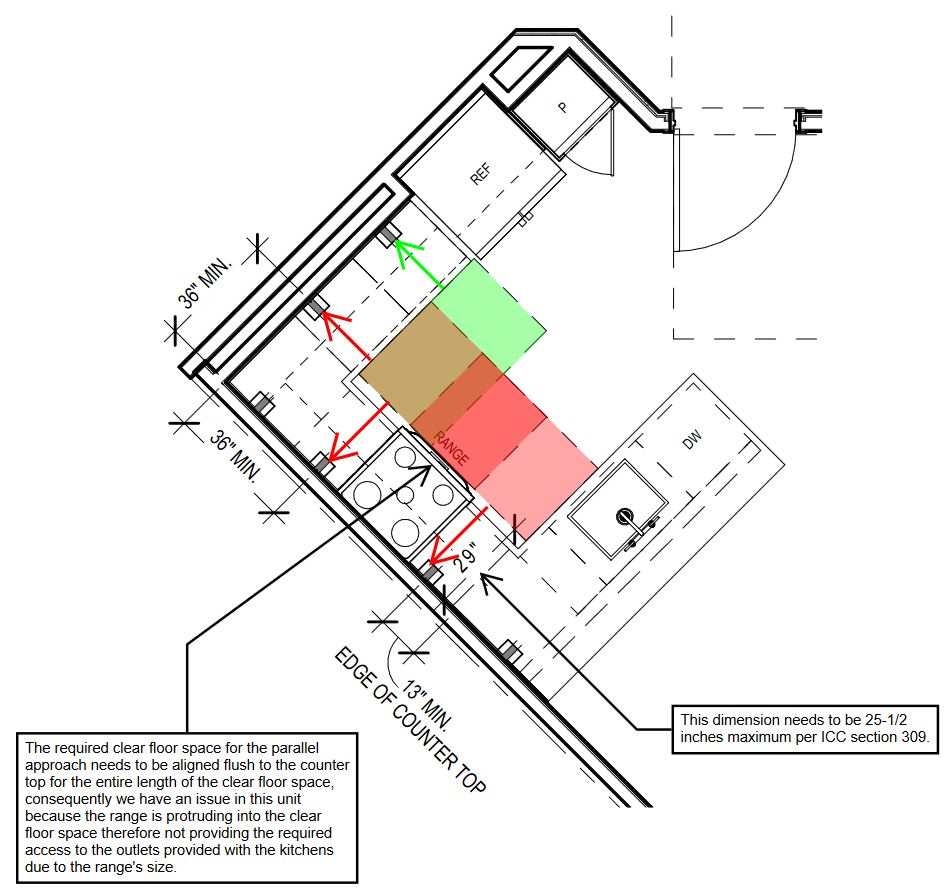 P
REF
36" MIN.
36" MIN.
RANGE
DW
29"
13" MIN.
EDGE OF COUNTER TOP
This dimension needs to be 25-1/2
inches maximum per ICC section 309.
The required clear floor space for the parallel
approach needs to be aligned flush to the counter
top for the entire length of the clear floor space,
consequently we have an issue in this unit
because the range is protruding into the clear
floor space therefore not providing the required
access to the outlets provided with the kitchens
due to the range's size.